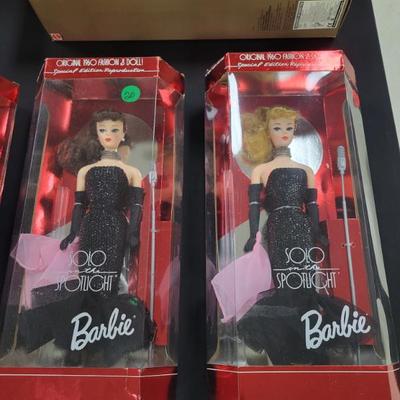 ORIGINAL 1960 FASHION & DOLL!
Special Edition Reproduction
20
SOLO
in the
SPOTLIGHT
Barbie
ORIGINAL 1960 FASHION & DOLL!
Special Edition Reproduction
SOLO
in the
SPOTLIGHT
Barbie